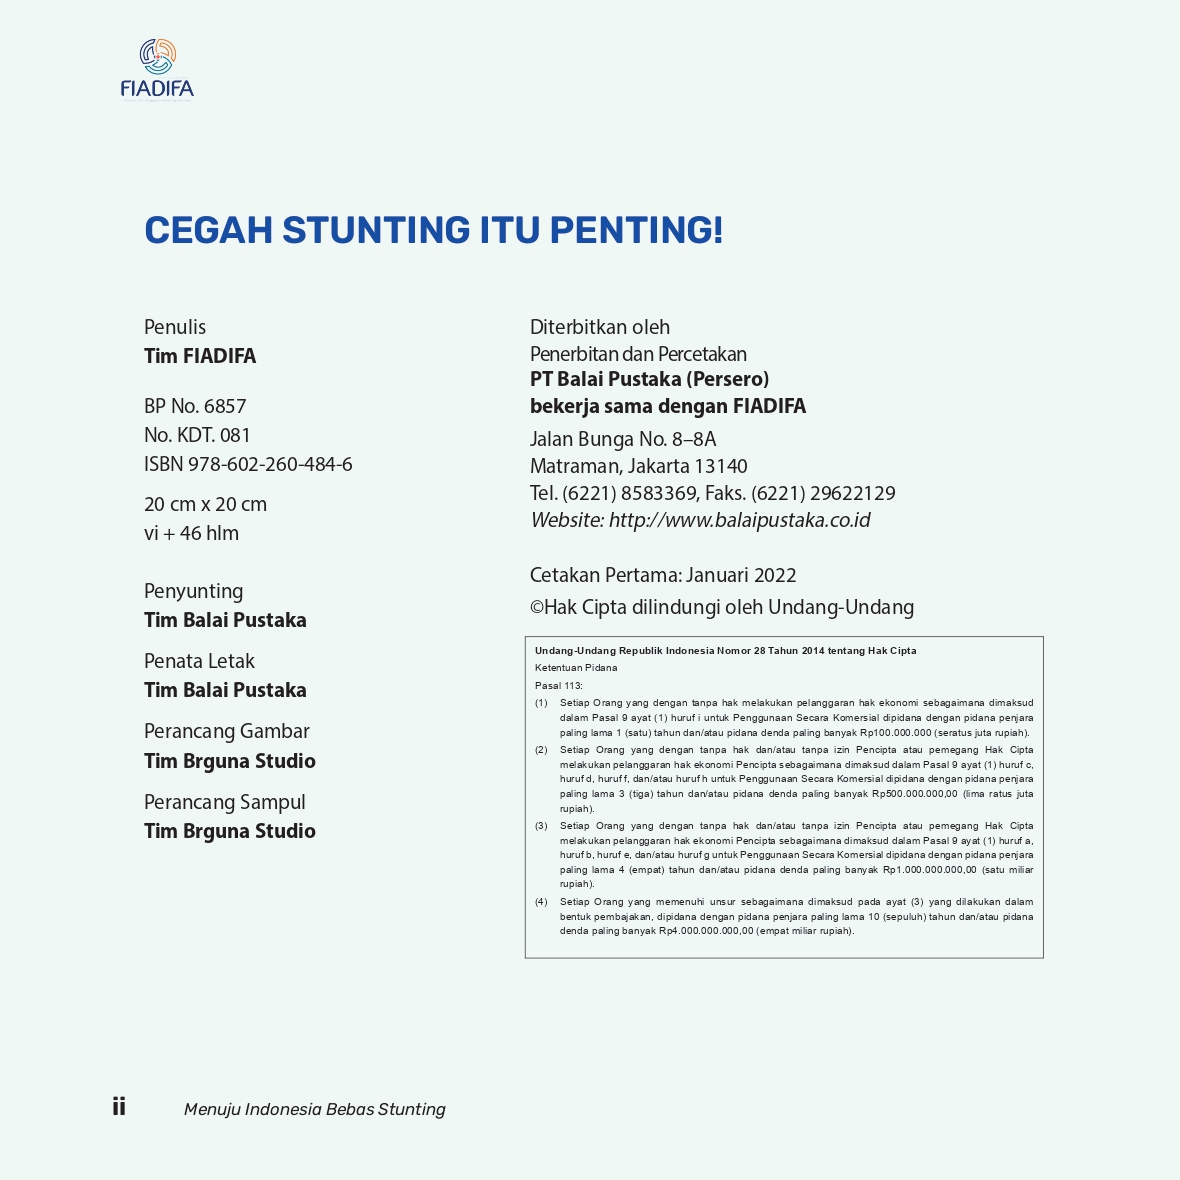 FIADIFA
CEGAH STUNTING ITU PENTING!
Penulis
Tim FIADIFA
BP No. 6857
No. KDT. 081
ISBN 978-602-260-484-6
20 cm x 20 cm
vi + 46 hlm
Penyunting
Tim Balai Pustaka
Penata Letak
Tim Balai Pustaka
Perancang Gambar
Tim Brguna Studio
Perancang Sampul
Tim Brguna Studio
Diterbitkan oleh
Penerbitan dan Percetakan
PT Balai Pustaka (Persero)
bekerja sama dengan FIADIFA
Jalan Bunga No. 8–8A
Matraman, Jakarta 13140
Tel. (6221) 8583369, Faks. (6221) 29622129
Website: http://www.balaipustaka.co.id
Cetakan Pertama: Januari 2022
©Hak Cipta dilindungi oleh Undang-Undang
Undang-Undang Republik Indonesia Nomor 28 Tahun 2014 tentang Hak Cipta
Ketentuan Pidana
Pasal 113:
(1) Setiap Orang yang dengan tanpa hak melakukan pelanggaran hak ekonomi sebagaimana dimaksud
dalam Pasal 9 ayat (1) huruf i untuk Penggunaan Secara Komersial dipidana dengan pidana penjara
paling lama 1 (satu) tahun dan/atau pidana denda paling banyak Rp100.000.000 (seratus juta rupiah).
(2) Setiap Orang yang dengan tanpa hak dan/atau tanpa izin Pencipta atau pemegang Hak Cipta
melakukan pelanggaran hak ekonomi Pencipta sebagaimana dimaksud dalam Pasal 9 ayat (1) huruf c,
huruf d, huruf f, dan/atau huruf h untuk Penggunaan Secara Komersial dipidana dengan pidana penjara
paling lama 3 (tiga) tahun dan/atau pidana denda paling banyak Rp500.000.000,00 (lima ratus juta
rupiah).
(3) Setiap Orang yang dengan tanpa hak dan/atau tanpa izin Pencipta atau pemegang Hak Cipta
melakukan pelanggaran hak ekonomi Pencipta sebagaimana dimaksud dalam Pasal 9 ayat (1) huruf a,
huruf b, huruf e, dan/atau huruf g untuk Penggunaan Secara Komersial dipidana dengan pidana penjara
paling lama 4 (empat) tahun dan/atau pidana denda paling banyak Rp1.000.000.000,00 (satu miliar
rupiah).
(4) Setiap Orang yang memenuhi unsur sebagaimana dimaksud pada ayat (3) yang dilakukan dalam
bentuk pembajakan, dipidana dengan pidana penjara paling lama 10 (sepuluh) tahun dan/atau pidana
denda paling banyak Rp4.000.000.000,00 (empat miliar rupiah).
ii Menuju Indonesia Bebas Stunting